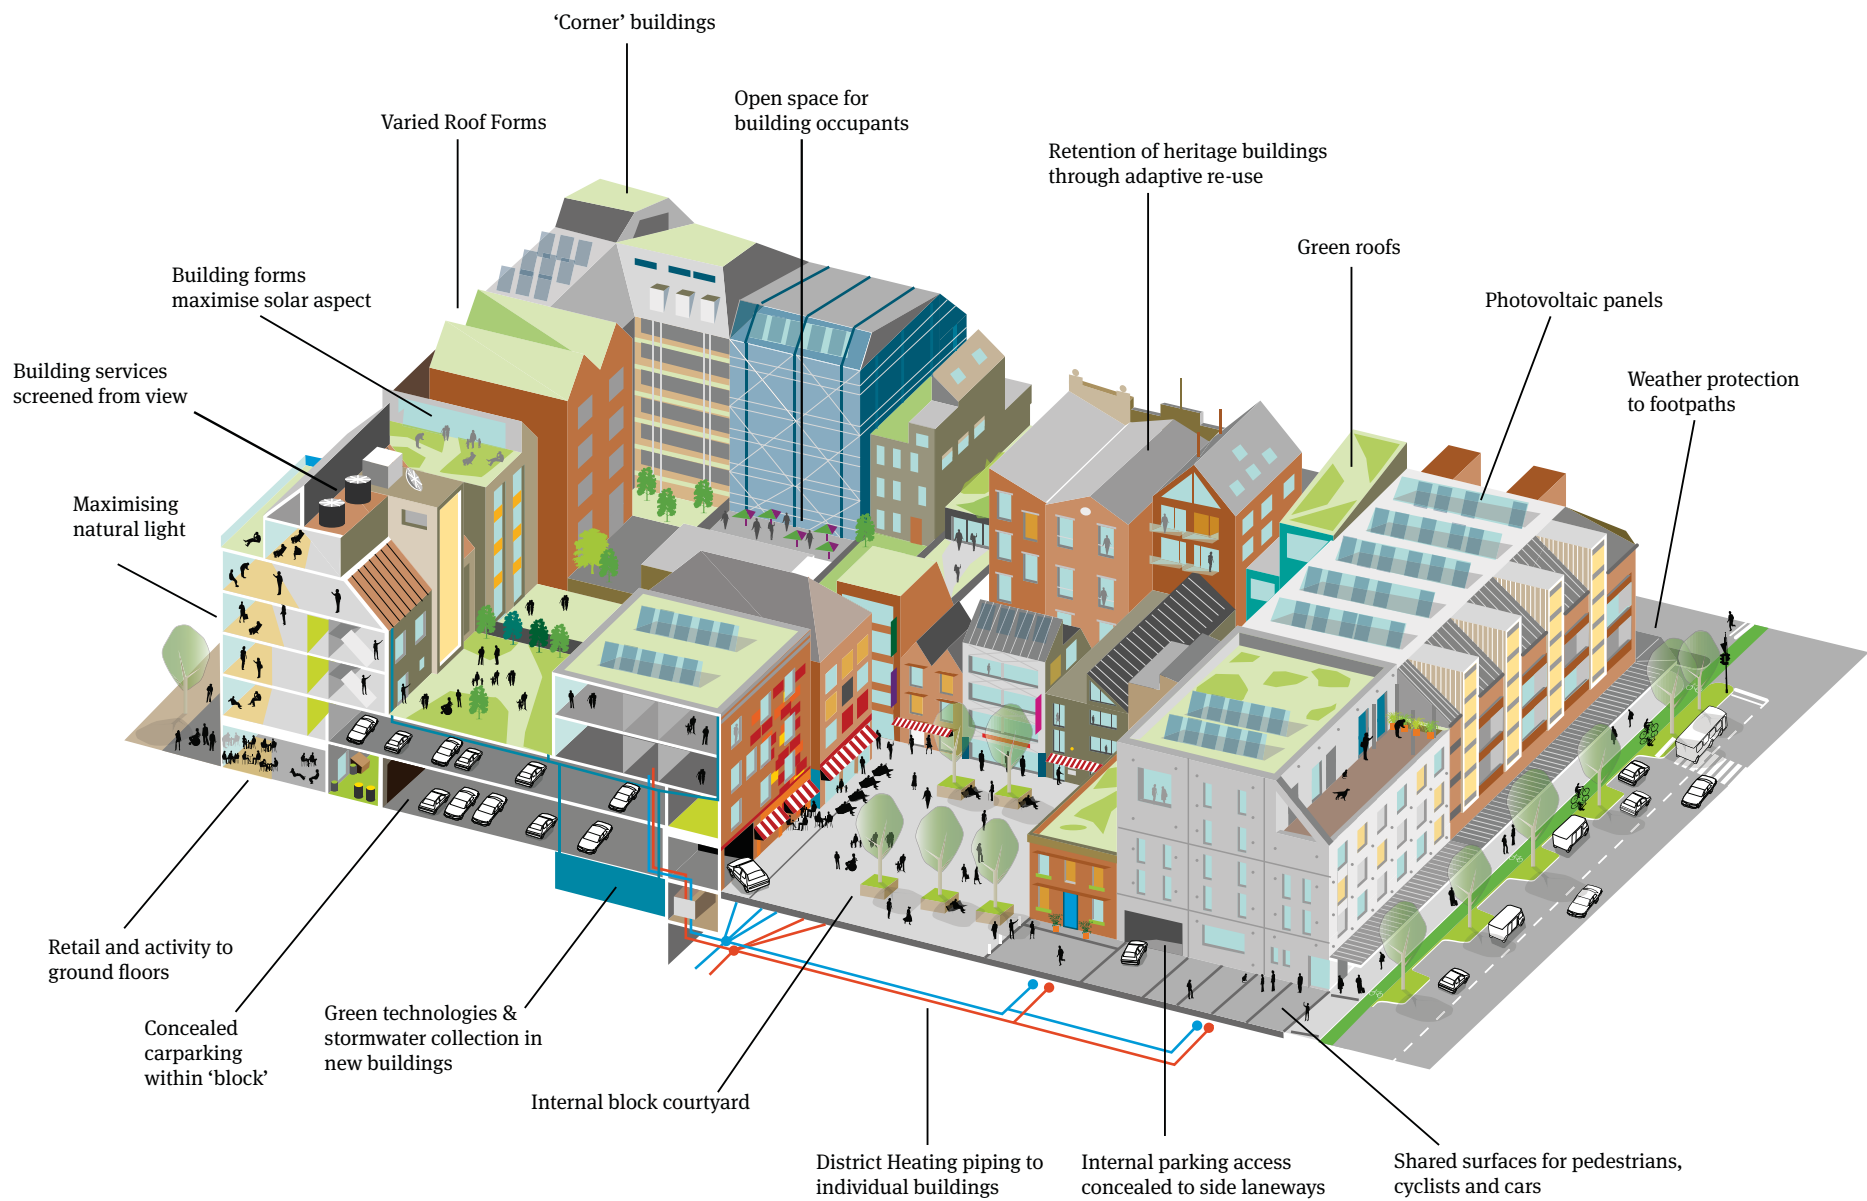 ‘Corner’ buildings
Varied Roof Forms
Open space for
building occupants
Retention of heritage buildings
through adaptive re-use
Green roofs
Building forms
maximise solar aspect
Photovoltaic panels
Building services
screened from view
Weather protection
to footpaths
Maximising
natural light
Retail and activity to
ground floors
Concealed
carparking
within ‘block’
Green technologies &
stormwater collection in
new buildings
Internal block courtyard
District Heating piping to
individual buildings
Internal parking access
concealed to side laneways
Shared surfaces for pedestrians,
cyclists and cars